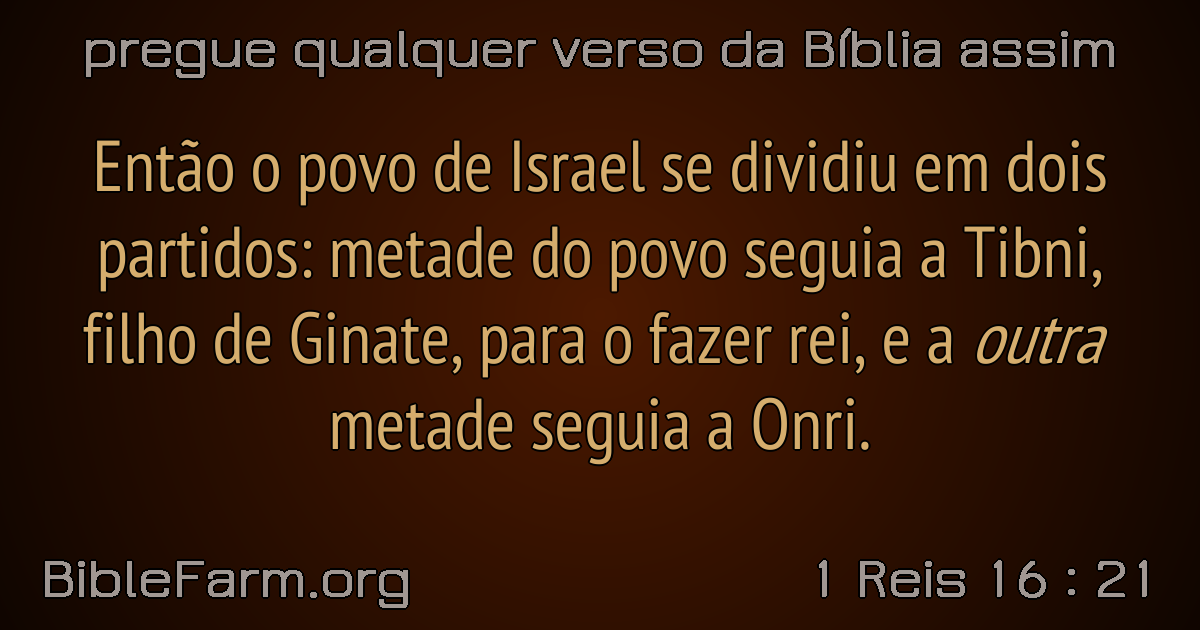 pregue qualquer verso da Bíblia assim
Então o povo de Israel se dividiu em dois
partidos: metade do povo seguia a Tibni,
filho de Ginate, para o fazer rei, e a outra
metade seguia a Onri.
BibleFarm.org
1 Reis 16 : 21